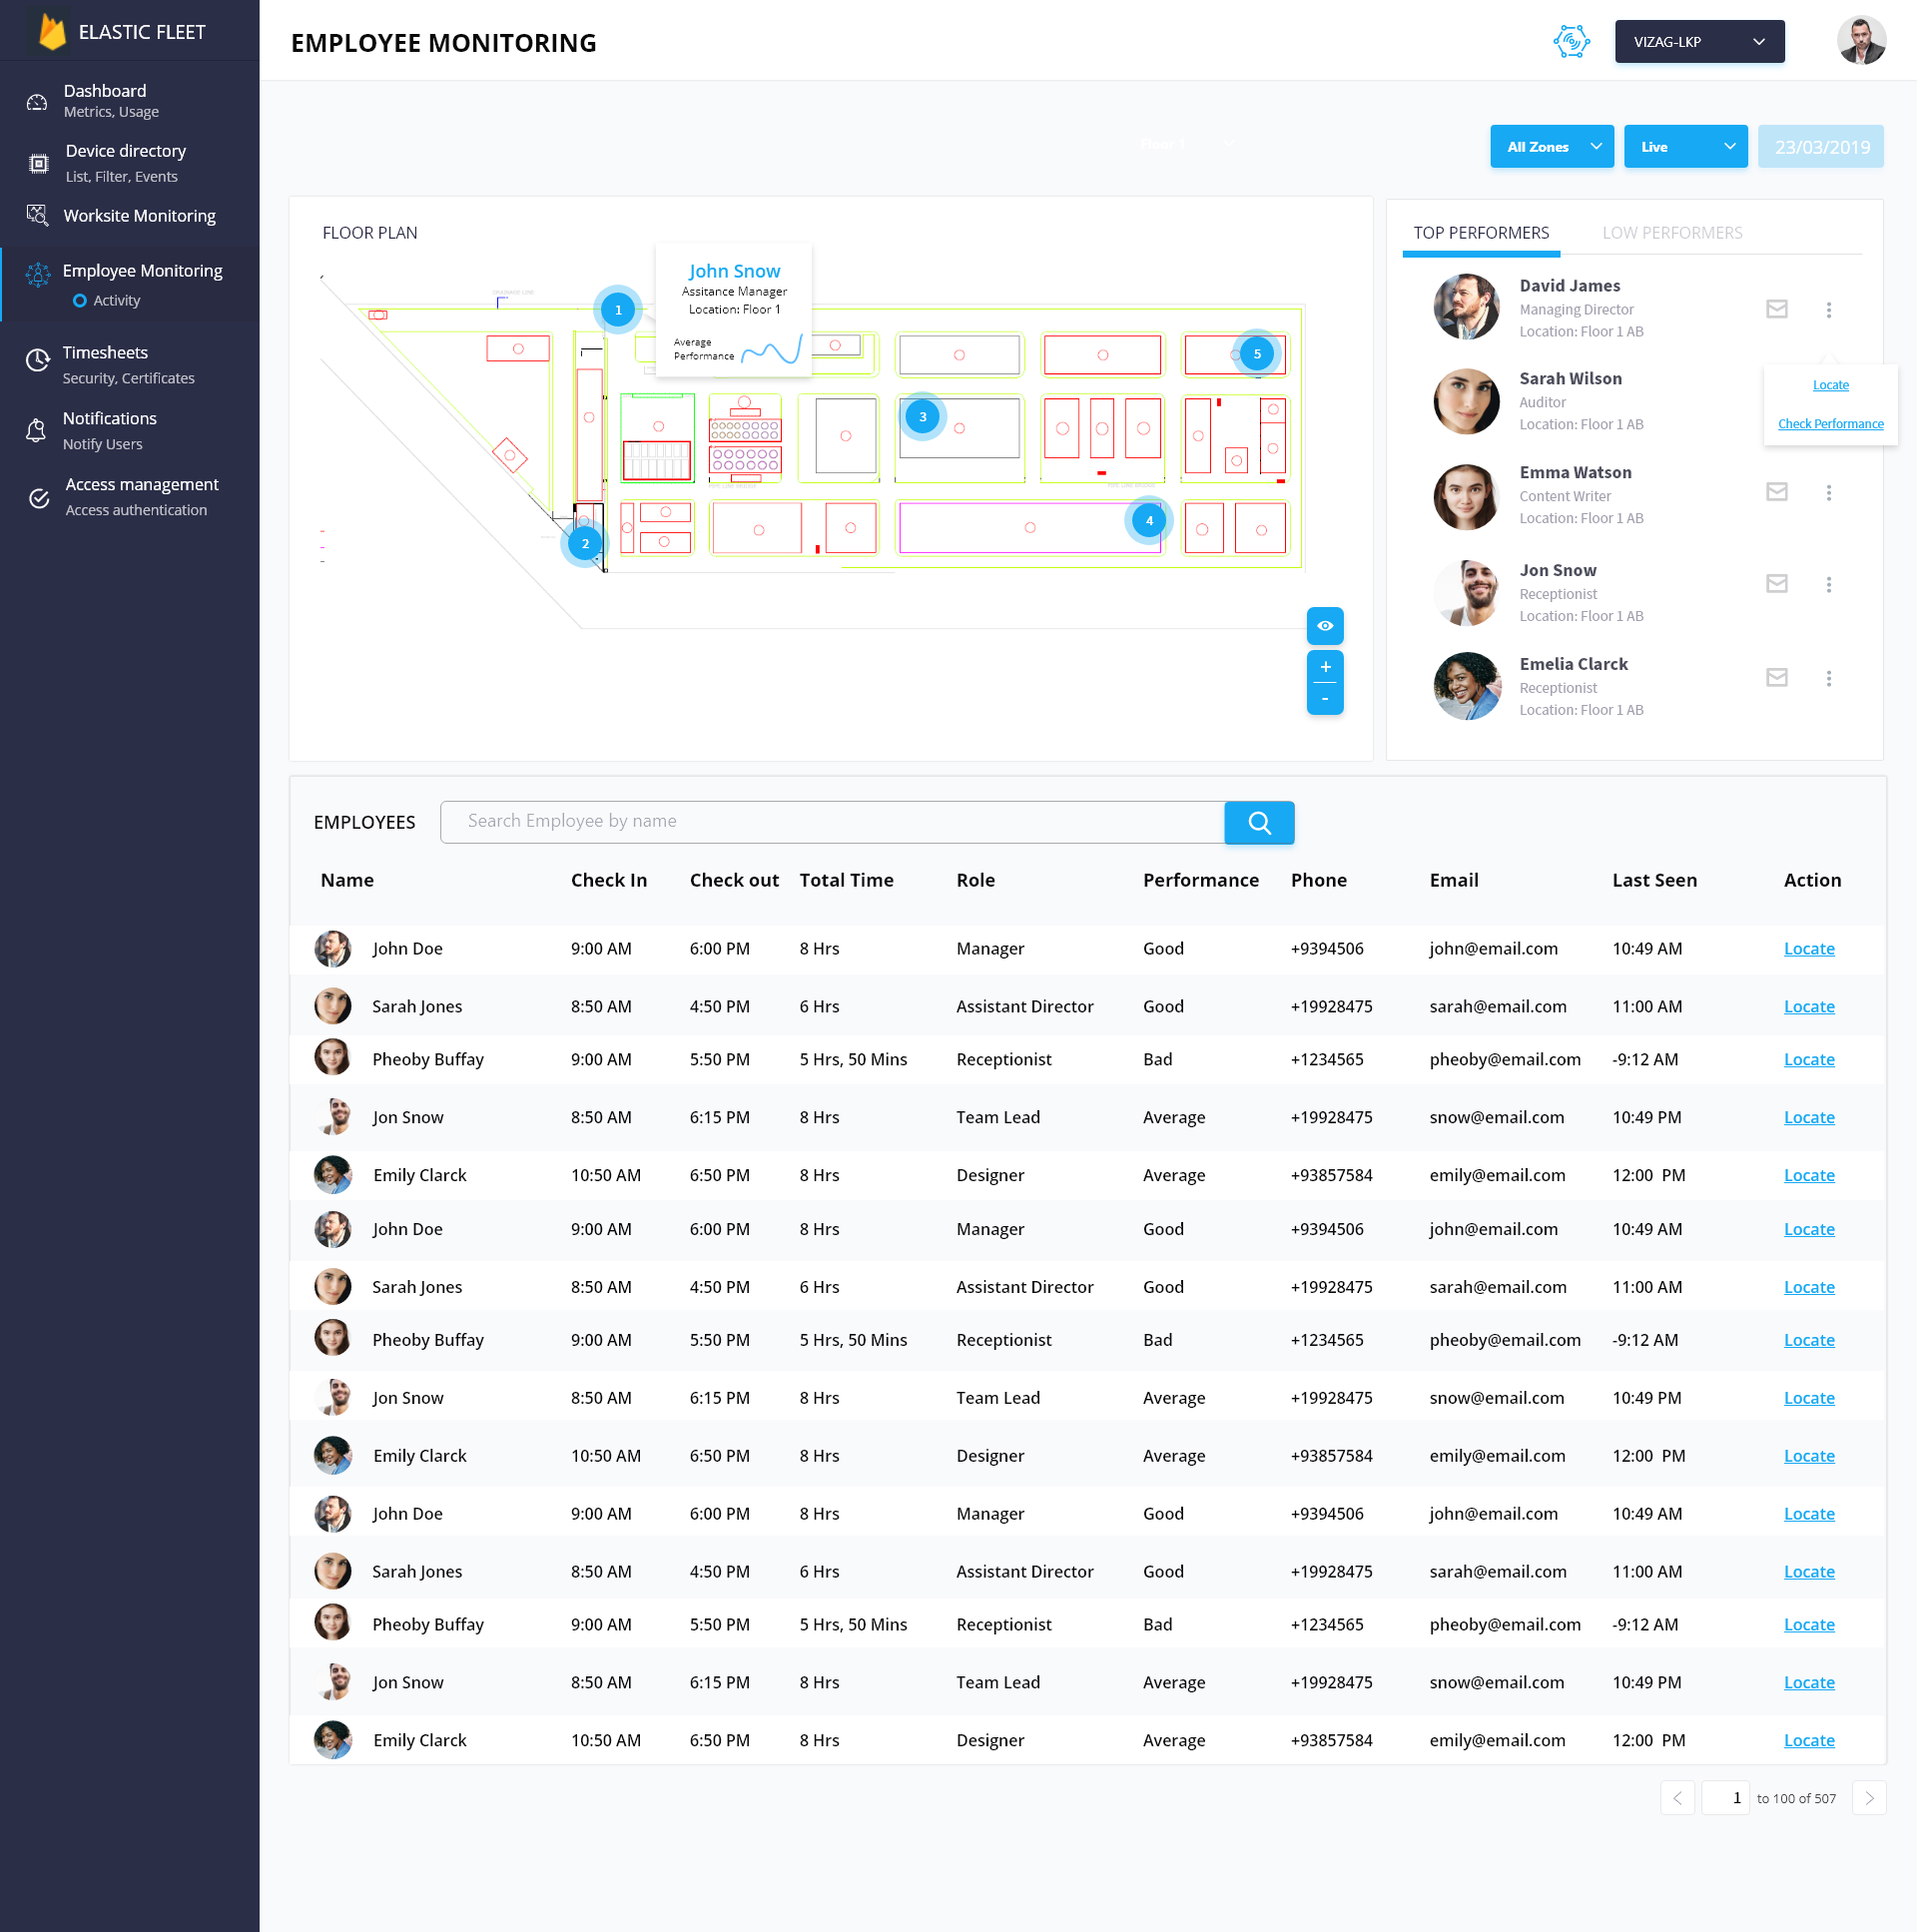 ELASTIC FLEET
Dashboard
Metrics, Usage
Device directory
List, Filter, Events
Worksite Monitoring
Employee Monitoring
Activity
Timesheets
Security, Certificates
Notifications
Notify Users
Access management
Access authentication
EMPLOYEE MONITORING
VIZAG-LKP
Floor 1
All Zones
Live
23/03/2019
FLOOR PLAN
John Snow
Assitance Manager
Location: Floor 1
Average
Performance
1
2
3
4
5
+
-
TOP PERFORMERS LOW PERFORMERS
David James
Managing Director
Location: Floor 1 AB
Locate
Check Performance
Sarah Wilson
Auditor
Location: Floor 1 AB
Emma Watson
Content Writer
Location: Floor 1 AB
Jon Snow
Receptionist
Location: Floor 1 AB
Emelia Clarck
Receptionist
Location: Floor 1 AB
EMPLOYEES Search Employee by name
Name Check In Check out Total Time Role Performance Phone Email Last Seen Action
John Doe 9:00 AM 6:00 PM 8 Hrs Manager Good +9394506 john@email.com 10:49 AM Locate
Sarah Jones 8:50 AM 4:50 PM 6 Hrs Assistant Director Good +19928475 sarah@email.com 11:00 AM Locate
Pheoby Buffay 9:00 AM 5:50 PM 5 Hrs, 50 Mins Receptionist Bad +1234565 pheoby@email.com -9:12 AM Locate
Jon Snow 8:50 AM 6:15 PM 8 Hrs Team Lead Average +19928475 snow@email.com 10:49 PM Locate
Emily Clarck 10:50 AM 6:50 PM 8 Hrs Designer Average +93857584 emily@email.com 12:00 PM Locate
John Doe 9:00 AM 6:00 PM 8 Hrs Manager Good +9394506 john@email.com 10:49 AM Locate
Sarah Jones 8:50 AM 4:50 PM 6 Hrs Assistant Director Good +19928475 sarah@email.com 11:00 AM Locate
Pheoby Buffay 9:00 AM 5:50 PM 5 Hrs, 50 Mins Receptionist Bad +1234565 pheoby@email.com -9:12 AM Locate
Jon Snow 8:50 AM 6:15 PM 8 Hrs Team Lead Average +19928475 snow@email.com 10:49 PM Locate
Emily Clarck 10:50 AM 6:50 PM 8 Hrs Designer Average +93857584 emily@email.com 12:00 PM Locate
John Doe 9:00 AM 6:00 PM 8 Hrs Manager Good +9394506 john@email.com 10:49 AM Locate
Sarah Jones 8:50 AM 4:50 PM 6 Hrs Assistant Director Good +19928475 sarah@email.com 11:00 AM Locate
Pheoby Buffay 9:00 AM 5:50 PM 5 Hrs, 50 Mins Receptionist Bad +1234565 pheoby@email.com -9:12 AM Locate
Jon Snow 8:50 AM 6:15 PM 8 Hrs Team Lead Average +19928475 snow@email.com 10:49 PM Locate
Emily Clarck 10:50 AM 6:50 PM 8 Hrs Designer Average +93857584 emily@email.com 12:00 PM Locate
1 to 100 of 507